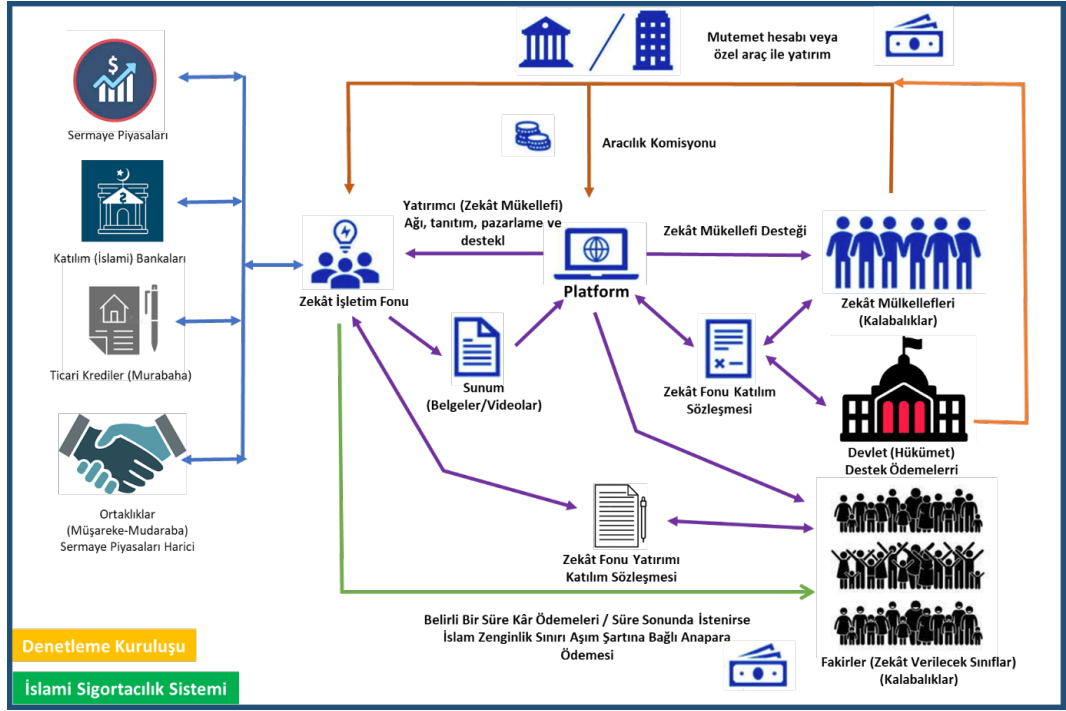 Mutemet hesabı veya
özel araç ile yatırım
$
Sermaye Piyasaları
Aracılık Komisyonu
Yatırımcı (Zekât Mükellefi)
Ağı, tanıtım, pazarlame ve
destekl
Zekât Mükellefi Desteği
Katılım (İslami) Bankaları
Zekât İşletim Fonu
Platform
Zekât Mülkellefleri
(Kalabalıklar)
Ticari Krediler (Murabaha)
Sunum
(Belgeler/Videolar)
Zekât Fonu Katılım
Sözleşmesi
Devlet (Hükümet)
Destek Ödemelerri
Ortaklıklar
(Müşareke-Mudaraba)
Sermaye Piyasaları Harici
Zekât Fonu Yatırımı
Katılım Sözleşmesi
Belirli Bir Süre Kâr Ödemeleri / Süre Sonunda İstenirse
İslam Zenginlik Sınırı Aşım Şartına Bağlı Anapara
Ödemesi
Fakirler (Zekât Verilecek Sınıflar)
(Kalabalıklar)
Denetleme Kuruluşu
İslami Sigortacılık Sistemi